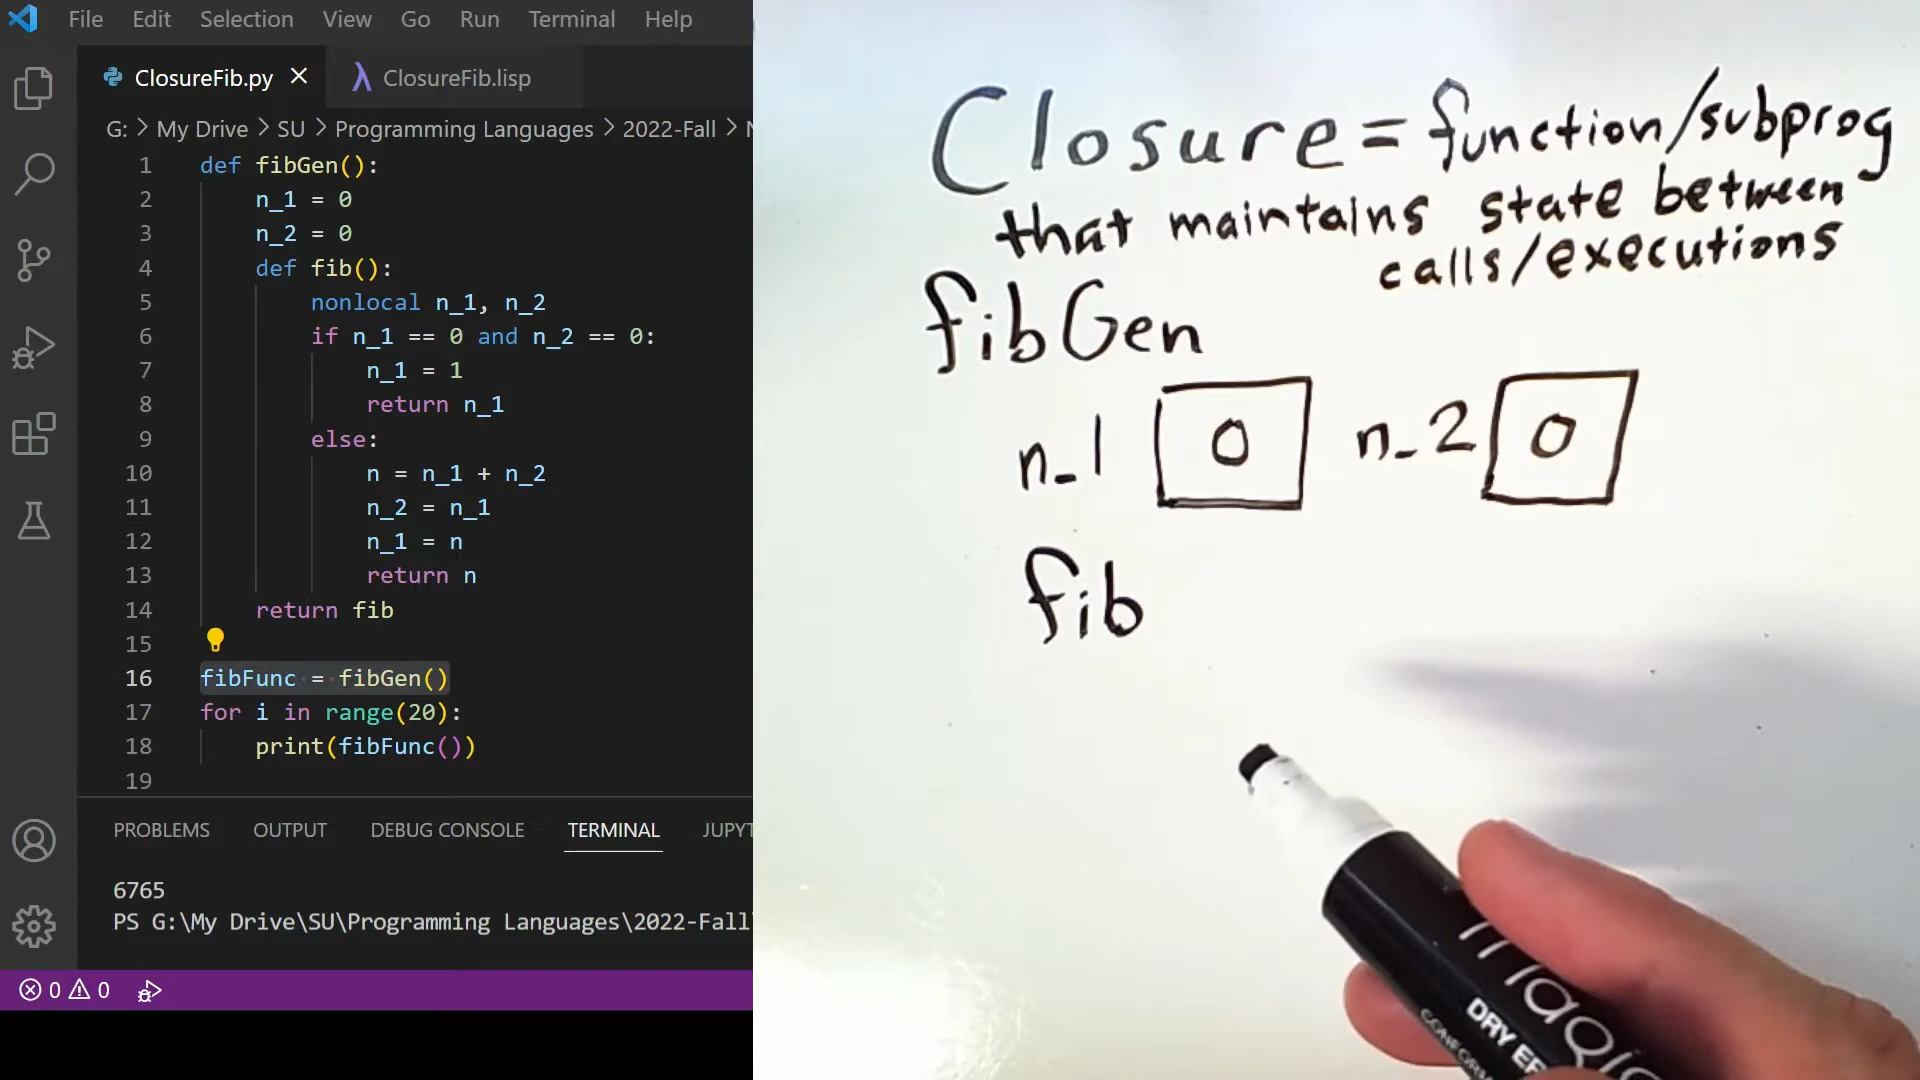 File Edit Selection View Go Run Terminal Help
ClosureFib.py × ClosureFib.lisp
G: > My Drive > SU > Programming Languages > 2022-Fall >
1 def fibGen():
2 n_1 = 0
3 n_2 = 0
4 def fib():
5 nonlocal n_1, n_2
6 if n_1 == 0 and n_2 == 0:
7 n_1 = 1
8 return n_1
9 else:
10 n = n_1 + n_2
11 n_2 = n_1
12 n_1 = n
13 return n
14 return fib
15
16 fibFunc = fibGen()
17 for i in range(20):
18 print(fibFunc())
19
PROBLEMS OUTPUT DEBUG CONSOLE TERMINAL JUPYT
6765
PS G:\My Drive\SU\Programming Languages\2022-Fall
0 0
Closure = function/subprog
that maintains state between
calls/executions
fibGen
n_1 0 n_2 0
fib
DRY